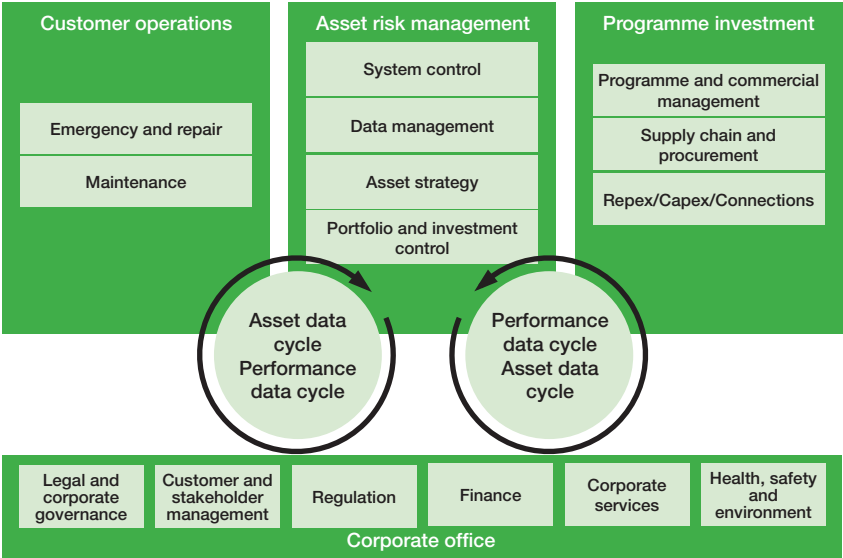 Customer operations
Emergency and repair
Maintenance
Asset risk management
System control
Data management
Asset strategy
Portfolio and investment
control
Programme investment
Programme and commercial
management
Supply chain and
procurement
Repex/Capex/Connections
Asset data
cycle
Performance
data cycle
Performance
data cycle
Asset data
cycle
Legal and
corporate
governance
Customer and
stakeholder
management
Regulation
Finance
Corporate
services
Health, safety
and
environment
Corporate office